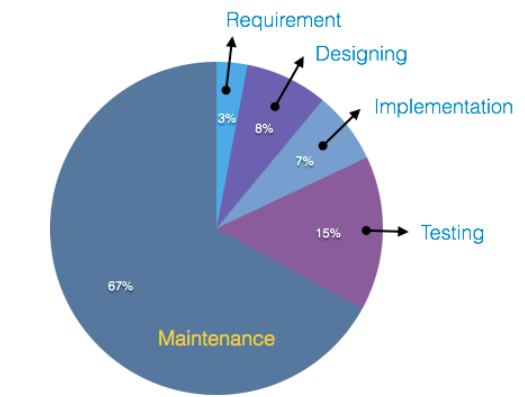 Requirement
Designing
Implementation
3%
8%
7%
15%
Testing
67%
Maintenance